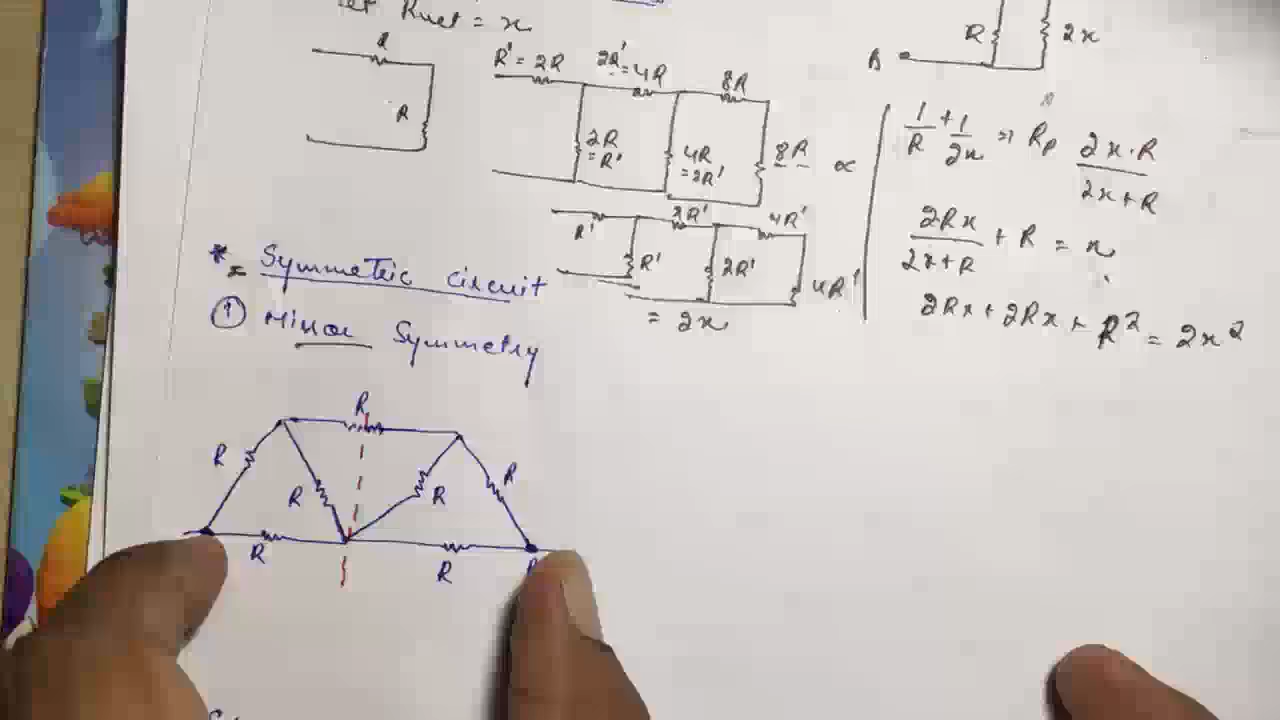 let Rnet = x
R
R
R' = 2R
2R' = 4R
8R
2R
= R'
4R
= 2R'
8R
∝
R'
2R'
4R'
R'
2R'
4R'
= 2x
R
2x
B
1/R + 1/2x => Rp 2x·R/2x+R
2Rx/2x+R + R = x
2Rx + 2Rx + R² = 2x²
* = Symmetric circuit
① Mirror Symmetry
R
R
R
R
R
R
R